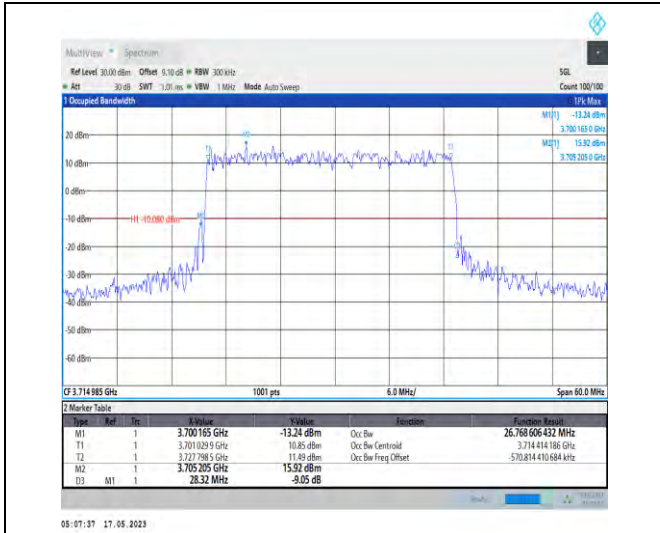 MultiView Spectrum
Ref Level 30.00 dBm Offset 9.10 dB RBW 300 kHz SGL
Att 30 dB SWT 1.01 ms VBW 1 MHz Mode Auto Sweep Count 100/100
1 Occupied Bandwidth 1Pk Max
M1[1] -13.24 dBm
3.700 165 0 GHz
M2[1] 15.92 dBm
3.705 205 0 GHz
20 dBm
10 dBm
0 dBm
-10 dBm H1 -10.080 dBm M1
-20 dBm
-30 dBm
-40 dBm
-50 dBm
-60 dBm
CF 3.714 985 GHz 1001 pts 6.0 MHz/ Span 60.0 MHz
2 Marker Table
Type Ref Trc X-Value Y-Value Function Function Result
M1 1 3.700165 GHz -13.24 dBm Occ Bw 26.768 606 432 MHz
T1 1 3.701 029 9 GHz 10.85 dBm Occ Bw Centroid 3.714 414 186 GHz
T2 1 3.727 798 5 GHz 11.49 dBm Occ Bw Freq Offset -570.814 410 684 kHz
M2 1 3.705 205 GHz 15.92 dBm
D3 M1 1 28.32 MHz -9.05 dB
05:07:37 17.05.2023